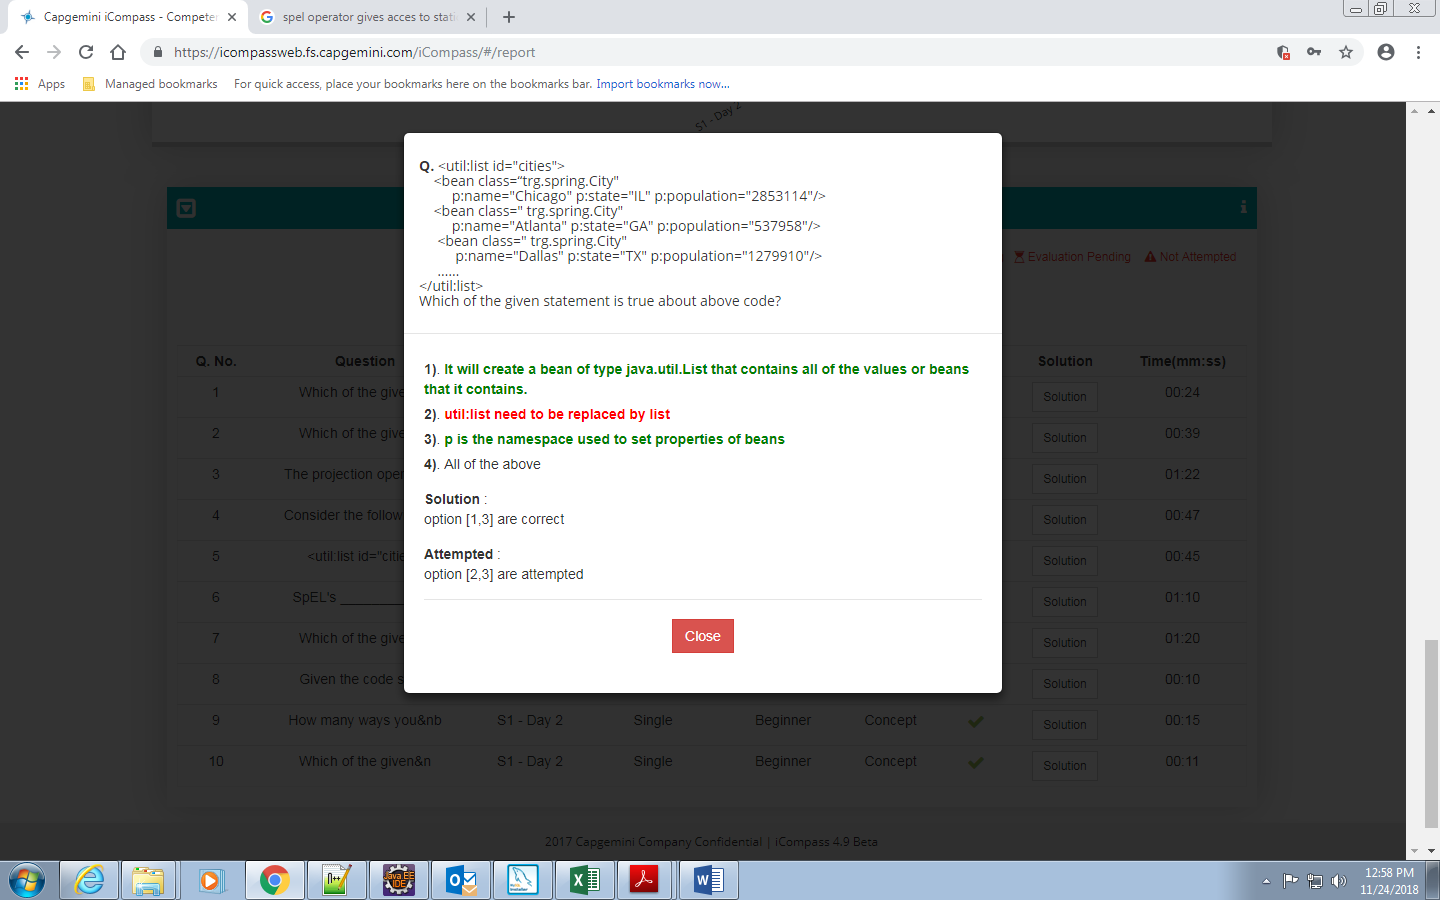 Capgemini iCompass - Competen
spel operator gives acces to stati
https://icompassweb.fs.capgemini.com/iCompass/#/report
Apps
Managed bookmarks
For quick access, place your bookmarks here on the bookmarks bar. Import bookmarks now...
S1 - Day 2
Q. <util:list id="cities">
<bean class="trg.spring.City"
p:name="Chicago" p:state="IL" p:population="2853114"/>
<bean class=" trg.spring.City"
p:name="Atlanta" p:state="GA" p:population="537958"/>
<bean class=" trg.spring.City"
p:name="Dallas" p:state="TX" p:population="1279910"/>
......
</util:list>
Which of the given statement is true about above code?
Evaluation Pending
Not Attempted
1). It will create a bean of type java.util.List that contains all of the values or beans
that it contains.
2). util:list need to be replaced by list
3). p is the namespace used to set properties of beans
4). All of the above
Solution :
option [1,3] are correct
Attempted :
option [2,3] are attempted
Close
Q. No. Question Solution Time(mm:ss)
1 Which of the give Solution 00:24
2 Which of the give Solution 00:39
3 The projection oper Solution 01:22
4 Consider the follow Solution 00:47
5 <util:list id="citie Solution 00:45
6 SpEL's ________ Solution 01:10
7 Which of the give Solution 01:20
8 Given the code s Solution 00:10
9 How many ways you&nb S1 - Day 2 Single Beginner Concept Solution 00:15
10 Which of the given&n S1 - Day 2 Single Beginner Concept Solution 00:11
2017 Capgemini Company Confidential | iCompass 4.9 Beta
Java EE
IDE
12:58 PM
11/24/2018